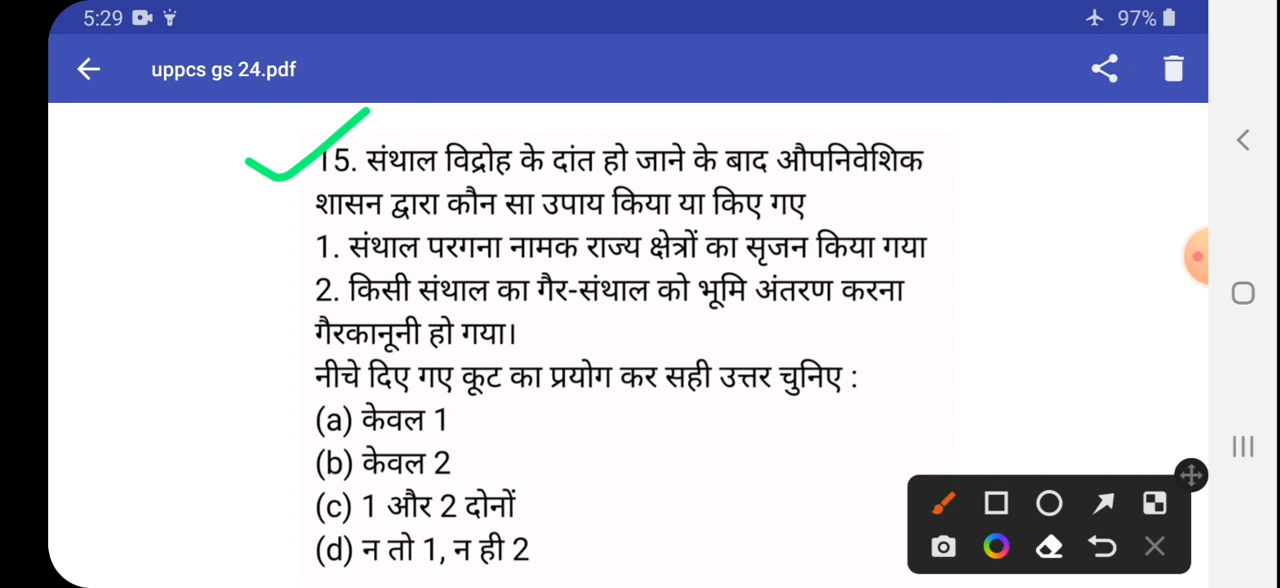 5:29
97%
uppcs gs 24.pdf
15. संथाल विद्रोह के दांत हो जाने के बाद औपनिवेशिक
शासन द्वारा कौन सा उपाय किया या किए गए
1. संथाल परगना नामक राज्य क्षेत्रों का सृजन किया गया
2. किसी संथाल का गैर-संथाल को भूमि अंतरण करना
गैरकानूनी हो गया।
नीचे दिए गए कूट का प्रयोग कर सही उत्तर चुनिए :
(a) केवल 1
(b) केवल 2
(c) 1 और 2 दोनों
(d) न तो 1, न ही 2